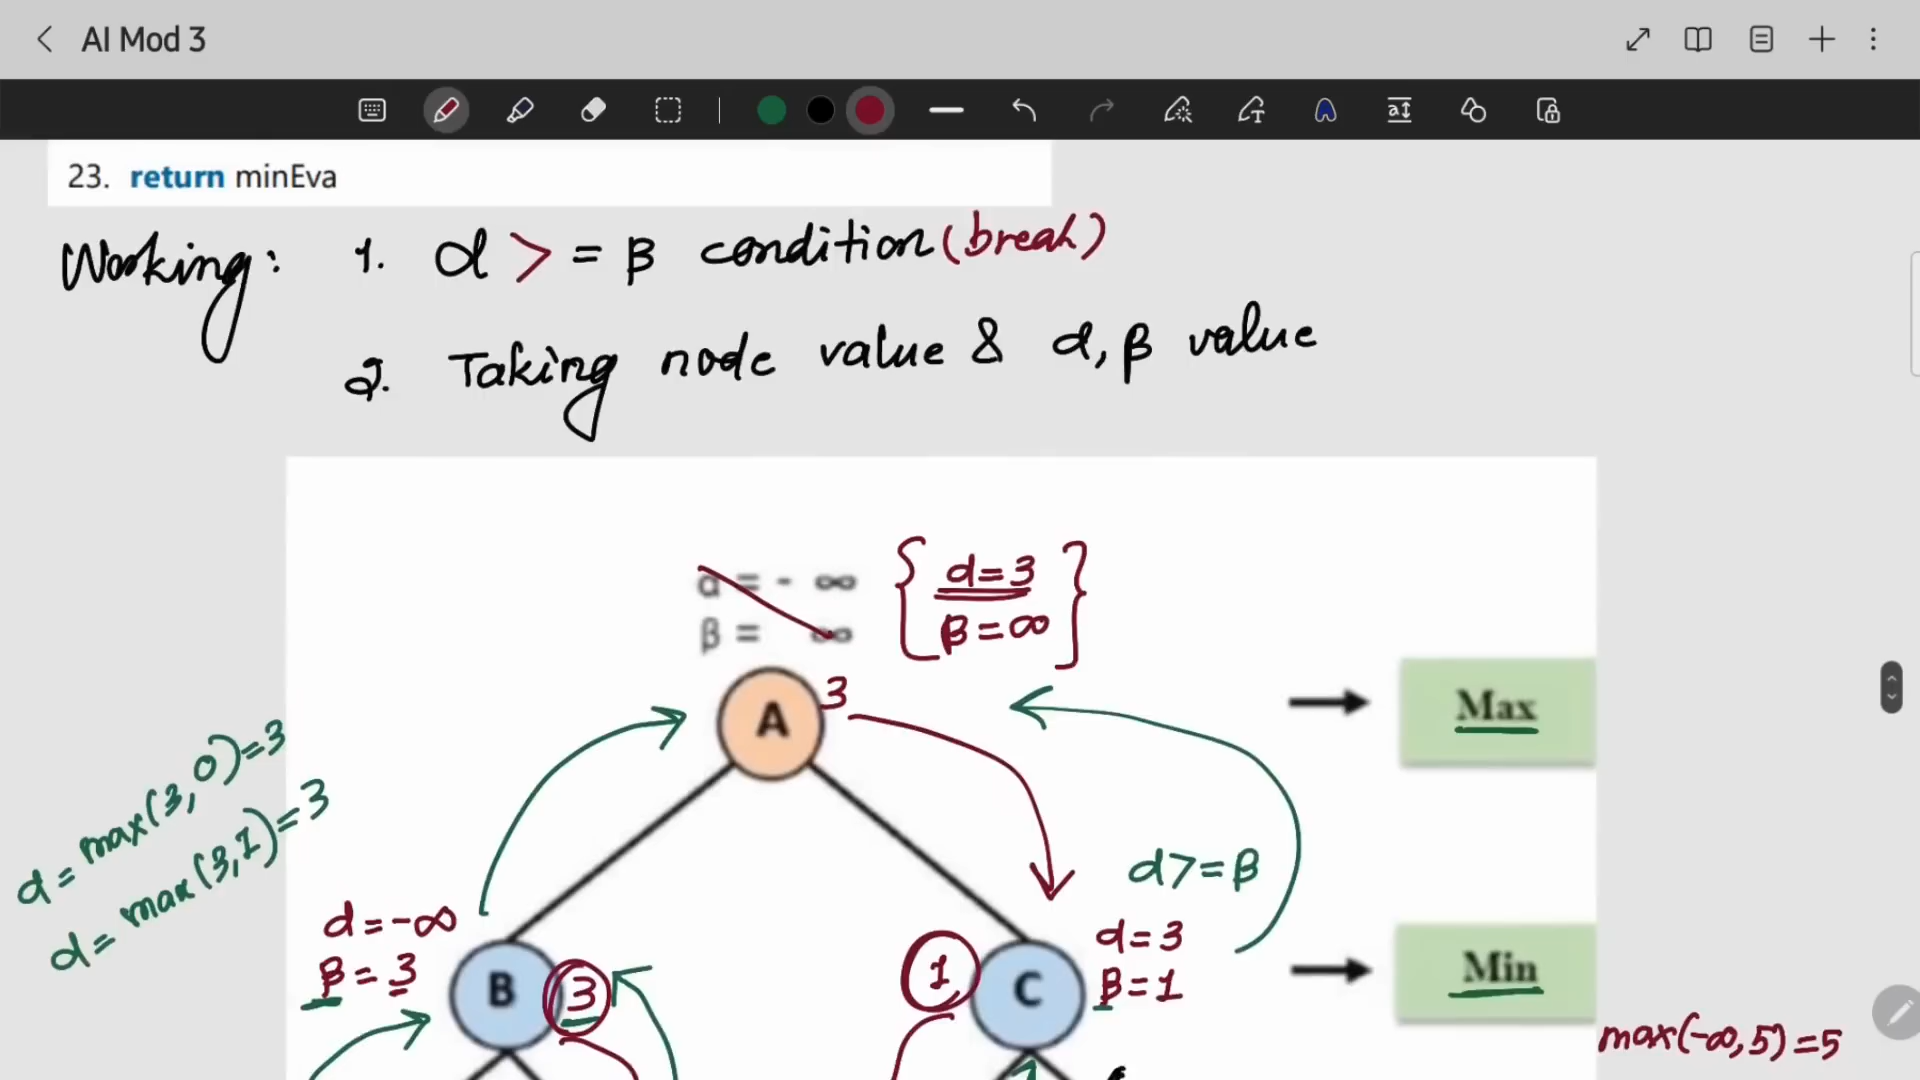 AI Mod 3
23. return minEva
Working: 1. α >= β condition (break)
2. Taking node value & α, β value
α = - ∞
β = ∞
α=3
β=∞
A 3
Max
α= max(3, 0)=3
α= max(3,1)=3
α>=β
α=-∞
β=3
B 3
1 C
α=3
β=1
Min
max(-∞,5)=5